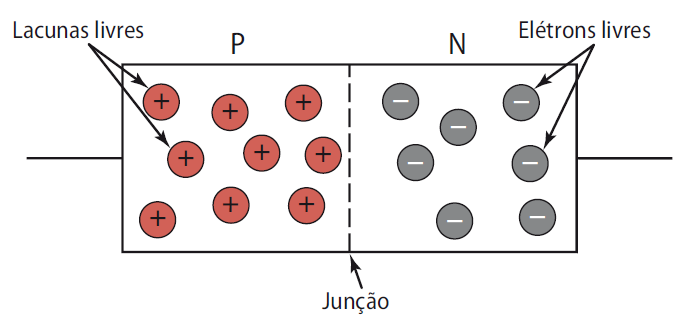 Lacunas livres
P
N
Elétrons livres
+ + + + + + + + +
− − − − − − − −
Junção